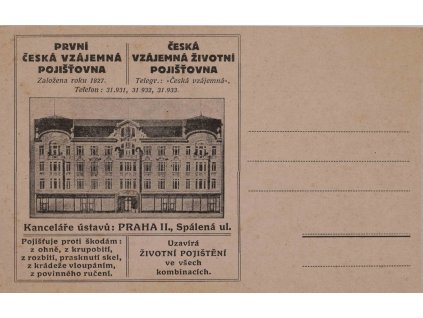 PRVNÍ
ČESKÁ VZÁJEMNÁ
POJIŠŤOVNA
Založena roku 1827.
ČESKÁ
VZÁJEMNÁ ŽIVOTNÍ
POJIŠŤOVNA
Telegr.: »Česká vzájemná«.
Telefon: 31.931, 31 932, 31.933.
Kanceláře ústavů: PRAHA II., Spálená ul.
Pojišťuje proti škodám:
z ohně, z krupobití,
z rozbití, prasknutí skel,
z krádeže vloupáním,
z povinného ručení.
Uzavírá
ŽIVOTNÍ POJIŠTĚNÍ
ve všech
kombinacích.